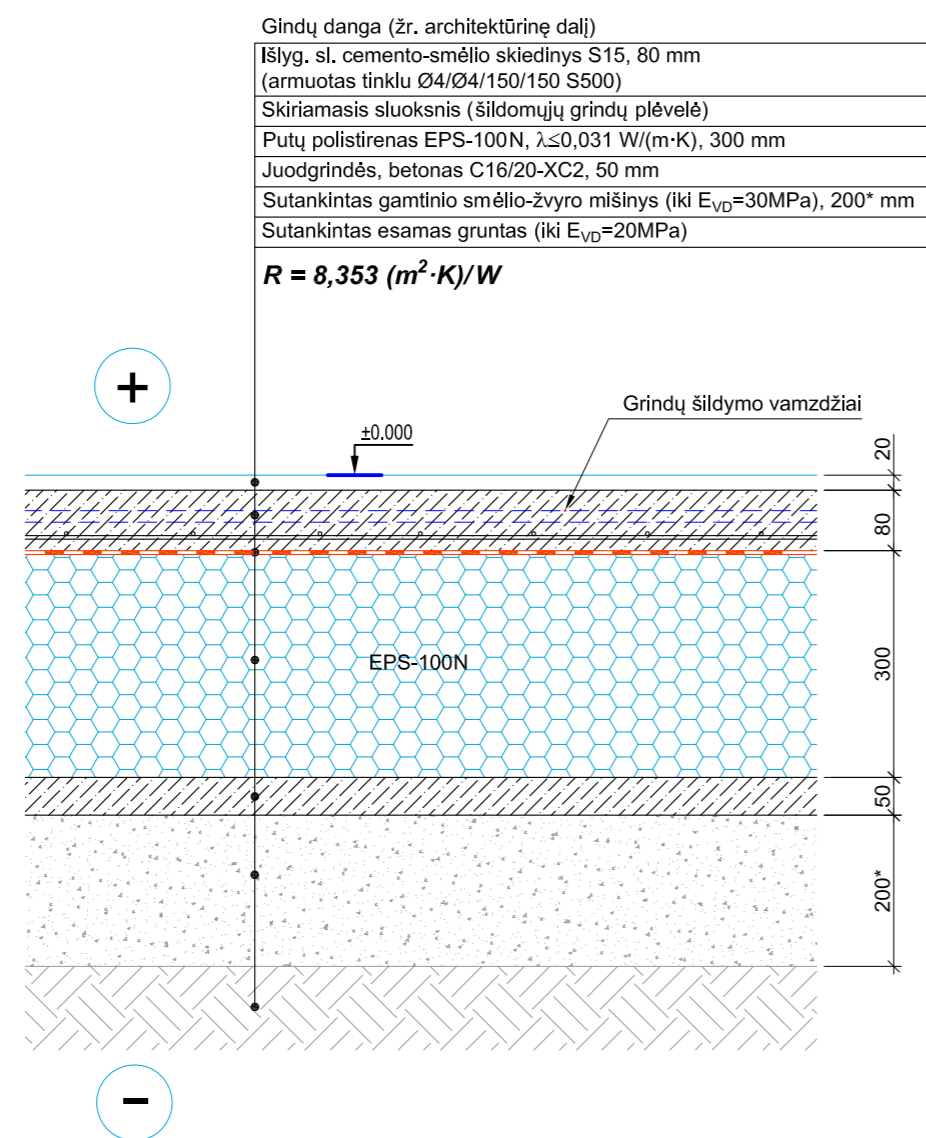 Gindų danga (žr. architektūrinę dalį)
Išlyg. sl. cemento-smėlio skiedinys S15, 80 mm
(armuotas tinklu Ø4/Ø4/150/150 S500)
Skiriamasis sluoksnis (šildomųjų grindų plėvelė)
Putų polistirenas EPS-100N, λ≤0,031 W/(m·K), 300 mm
Juodgrindės, betonas C16/20-XC2, 50 mm
Sutankintas gamtinio smėlio-žvyro mišinys (iki E_VD=30MPa), 200* mm
Sutankintas esamas gruntas (iki E_VD=20MPa)
R = 8,353 (m²·K)/W
+
Grindų šildymo vamzdžiai
±0.000
20
80
EPS-100N
300
50
200*
-